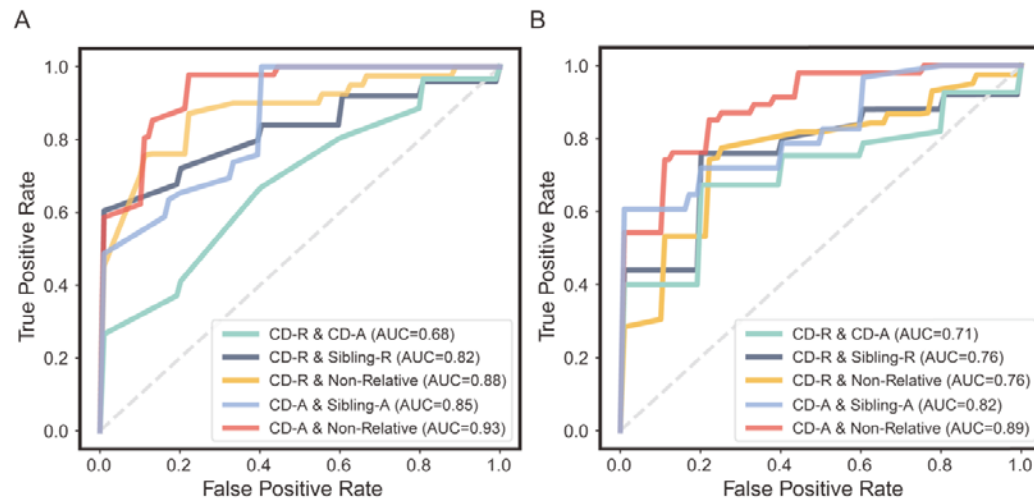 A
True Positive Rate
1.0
0.8
0.6
0.4
0.2
0.0
CD-R & CD-A (AUC=0.68)
CD-R & Sibling-R (AUC=0.82)
CD-R & Non-Relative (AUC=0.88)
CD-A & Sibling-A (AUC=0.85)
CD-A & Non-Relative (AUC=0.93)
0.0 0.2 0.4 0.6 0.8 1.0
False Positive Rate
B
True Positive Rate
1.0
0.8
0.6
0.4
0.2
0.0
CD-R & CD-A (AUC=0.71)
CD-R & Sibling-R (AUC=0.76)
CD-R & Non-Relative (AUC=0.76)
CD-A & Sibling-A (AUC=0.82)
CD-A & Non-Relative (AUC=0.89)
0.0 0.2 0.4 0.6 0.8 1.0
False Positive Rate